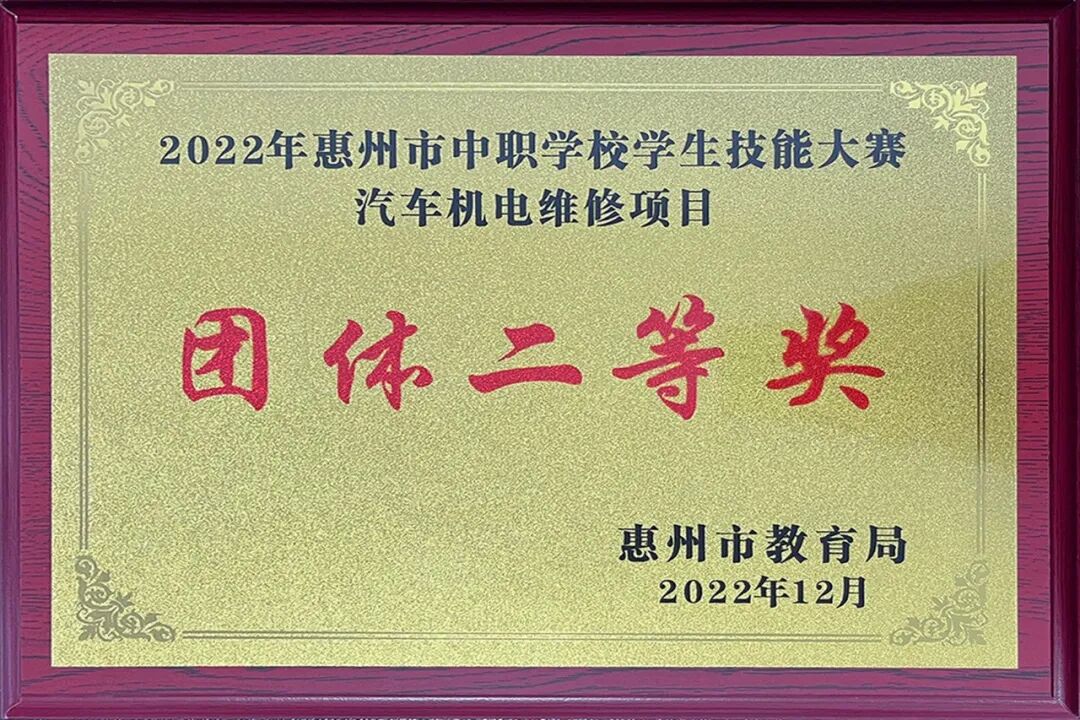 2022年惠州市中职学校学生技能大赛
汽车机电维修项目
团体二等奖
惠州市教育局
2022年12月